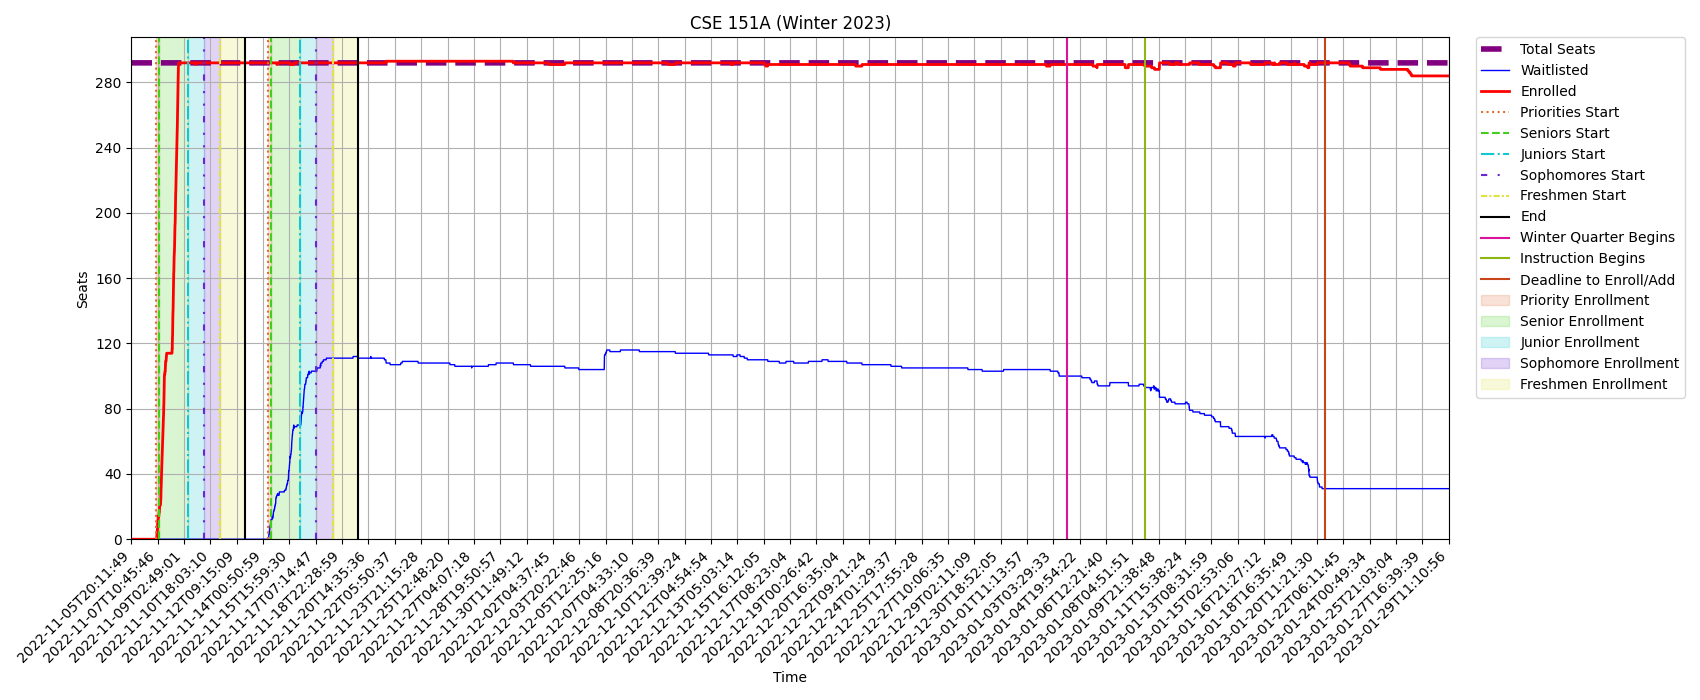 CSE 151A (Winter 2023)
Seats
280
240
200
160
120
80
40
0
2022-11-05T20:11:49
2022-11-07T10:45:46
2022-11-09T02:49:01
2022-11-10T18:03:10
2022-11-12T09:15:09
2022-11-14T00:50:59
2022-11-15T15:59:30
2022-11-17T07:14:47
2022-11-18T22:28:59
2022-11-20T14:35:36
2022-11-22T05:50:37
2022-11-23T21:15:28
2022-11-25T12:48:20
2022-11-27T04:07:18
2022-11-28T19:50:57
2022-11-30T11:49:12
2022-12-02T04:37:45
2022-12-03T20:22:46
2022-12-05T12:25:16
2022-12-07T04:33:10
2022-12-08T20:36:39
2022-12-10T12:39:24
2022-12-12T04:54:54
2022-12-13T05:03:14
2022-12-15T16:12:05
2022-12-17T08:23:04
2022-12-19T00:26:42
2022-12-20T16:35:04
2022-12-22T09:21:24
2022-12-24T01:29:37
2022-12-25T17:55:28
2022-12-27T10:06:35
2022-12-29T02:11:09
2022-12-30T18:52:05
2023-01-01T11:13:57
2023-01-03T03:29:33
2023-01-04T19:54:22
2023-01-06T12:21:40
2023-01-08T04:51:51
2023-01-09T21:38:48
2023-01-11T15:38:24
2023-01-13T08:31:59
2023-01-15T02:53:06
2023-01-16T21:27:12
2023-01-18T16:35:49
2023-01-20T11:21:30
2023-01-22T06:11:45
2023-01-24T00:49:34
2023-01-25T21:03:04
2023-01-27T16:39:39
2023-01-29T11:10:56
Time
Total Seats
Waitlisted
Enrolled
Priorities Start
Seniors Start
Juniors Start
Sophomores Start
Freshmen Start
End
Winter Quarter Begins
Instruction Begins
Deadline to Enroll/Add
Priority Enrollment
Senior Enrollment
Junior Enrollment
Sophomore Enrollment
Freshmen Enrollment